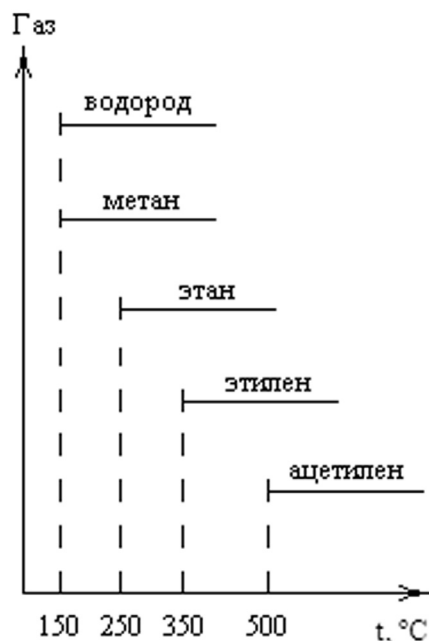 Газ
водород
метан
этан
этилен
ацетилен
150 250 350 500 t, °C